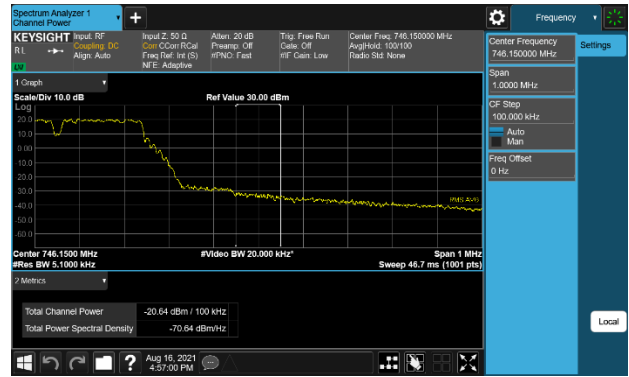 Spectrum Analyzer 1
Channel Power
+
Frequency
KEYSIGHT
RL
LV
Input: RF
Coupling: DC
Align: Auto
Input Z: 50 Ω
Corr CCorr RCal
Freq Ref: Int (S)
NFE: Adaptive
Atten: 20 dB
Preamp: Off
#PNO: Fast
Trig: Free Run
Gate: Off
#IF Gain: Low
Center Freq: 746.150000 MHz
Avg|Hold: 100/100
Radio Std: None
Center Frequency
746.150000 MHz
Settings
Span
1.0000 MHz
CF Step
100.000 kHz
Auto
Man
Freq Offset
0 Hz
1 Graph
Scale/Div 10.0 dB
Ref Value 30.00 dBm
Log
20.0
10.0
0.00
-10.0
-20.0
-30.0
-40.0
-50.0
-60.0
RMS AVG
Center 746.1500 MHz
#Video BW 20.000 kHz*
Span 1 MHz
#Res BW 5.1000 kHz
Sweep 46.7 ms (1001 pts)
2 Metrics
Total Channel Power
-20.64 dBm / 100 kHz
Total Power Spectral Density
-70.64 dBm/Hz
Local
?
Aug 16, 2021
4:57:00 PM